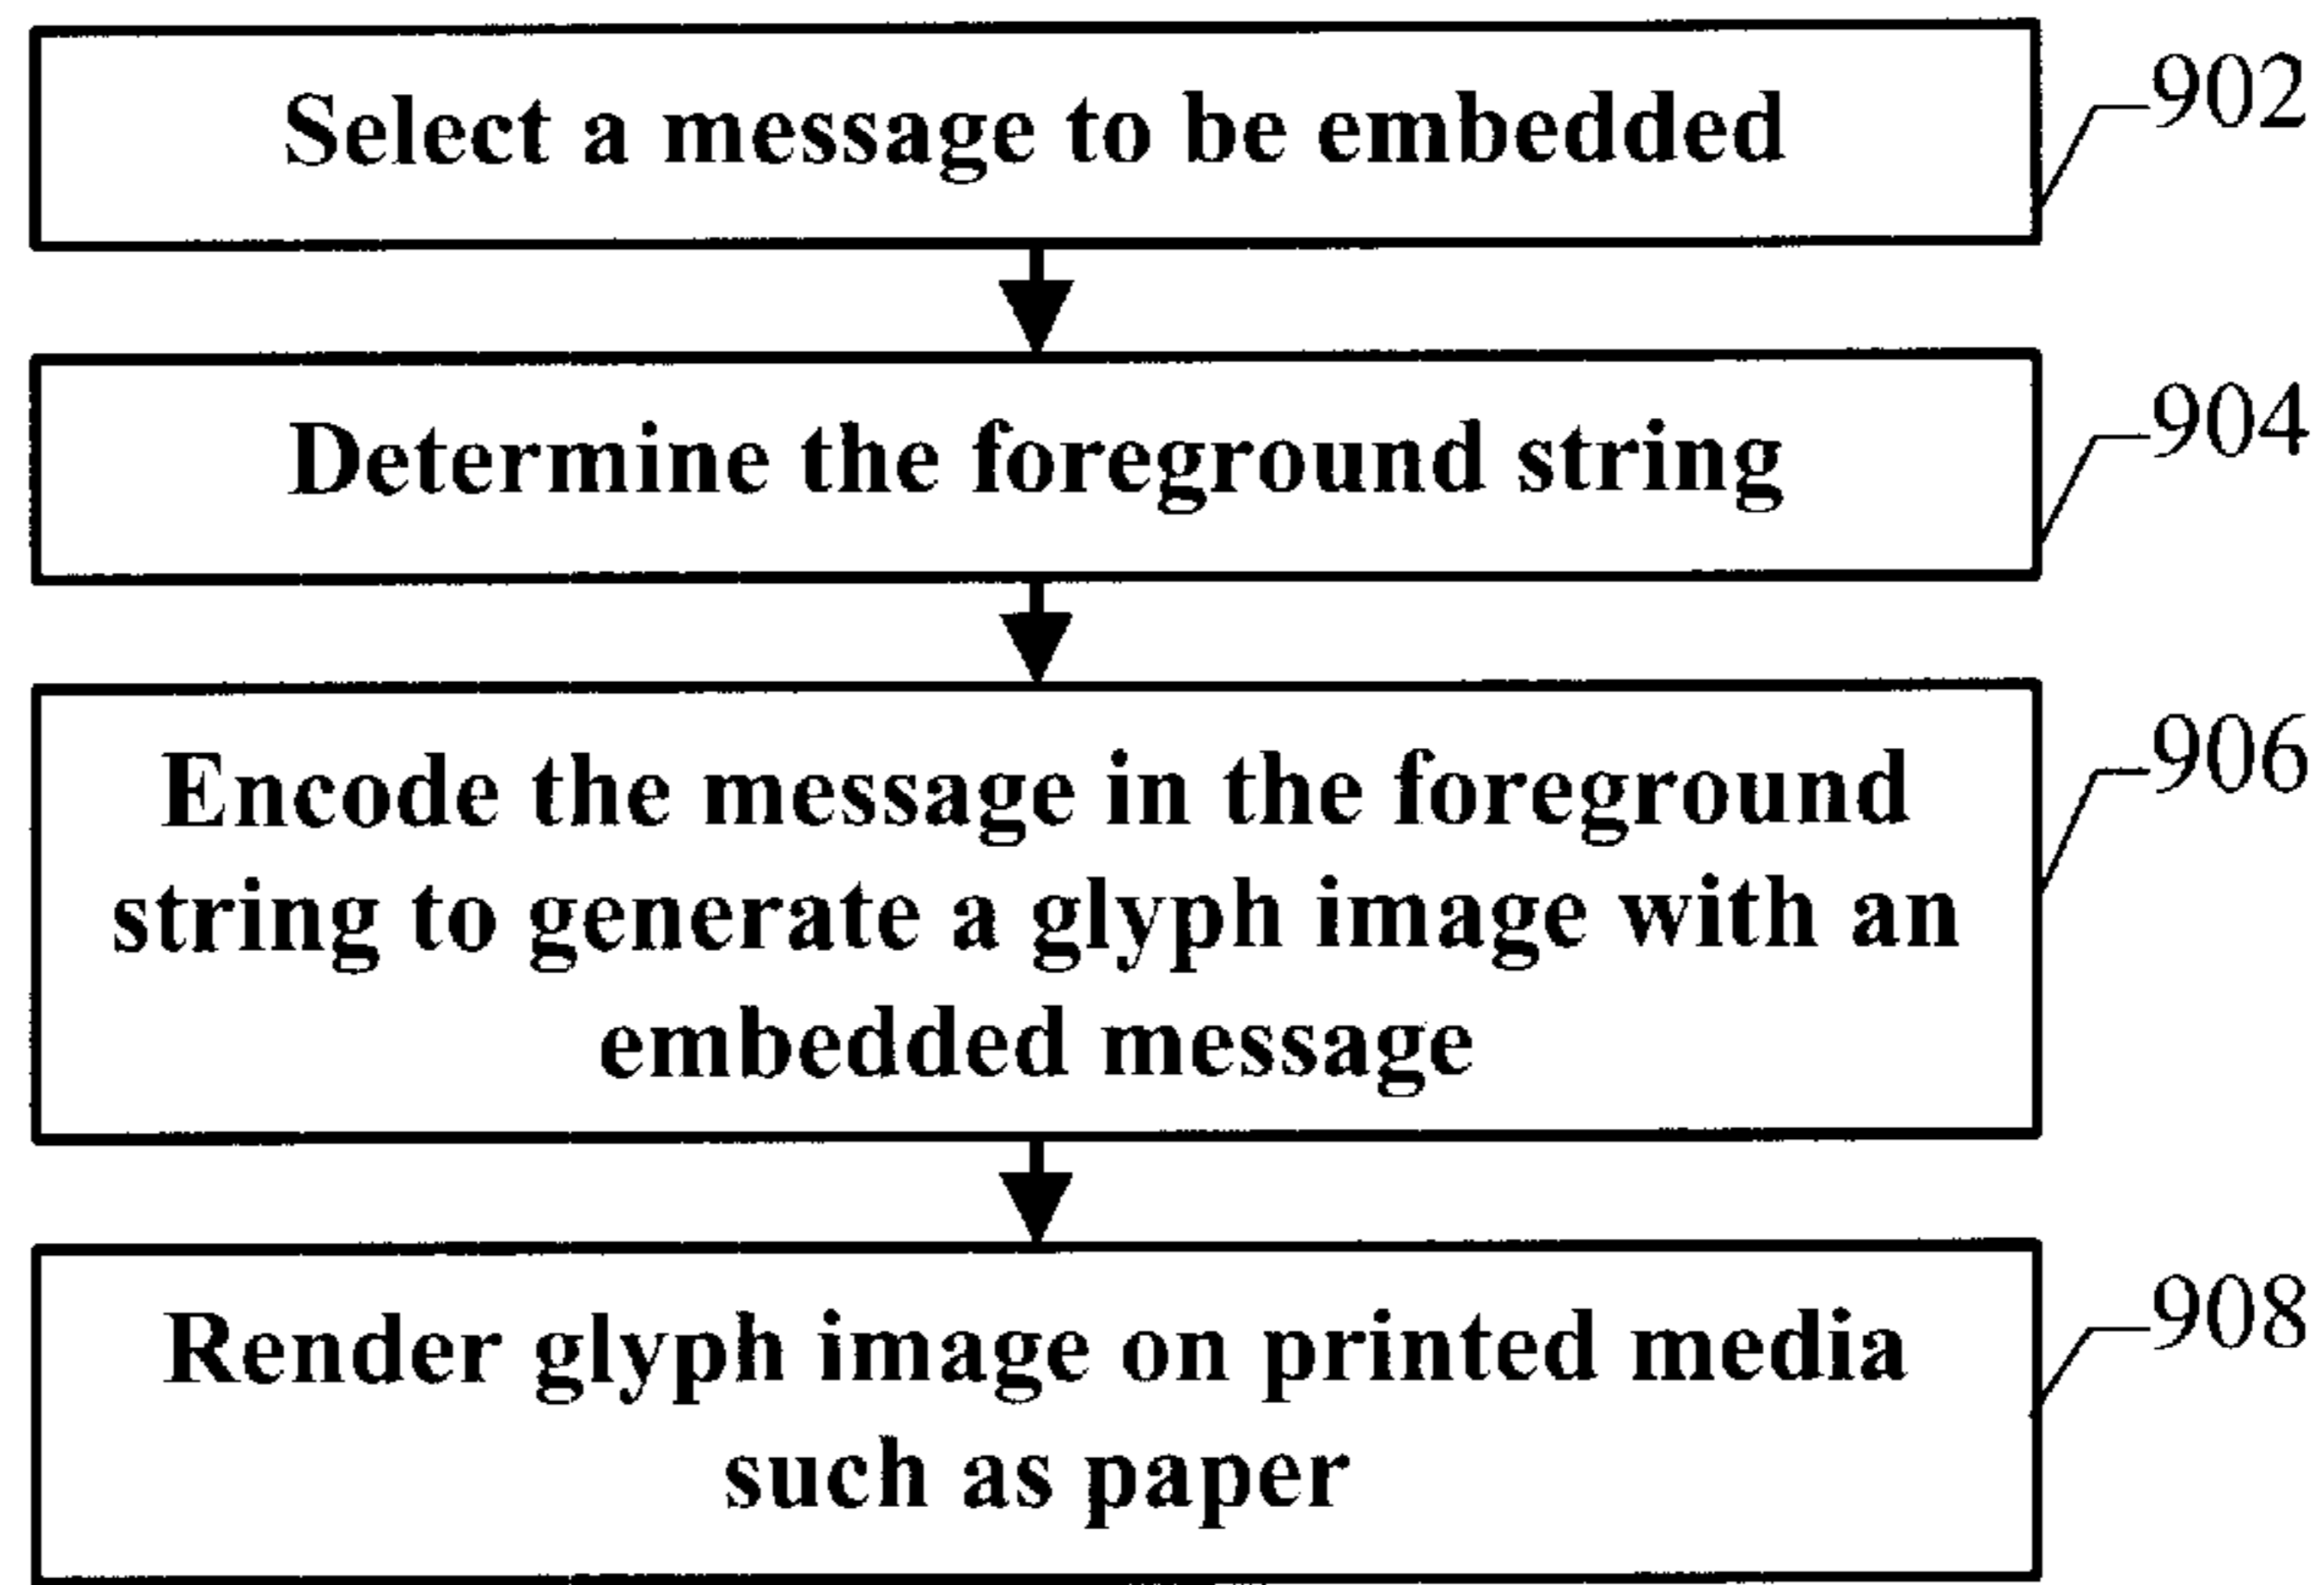 Select a message to be embedded
902
Determine the foreground string
904
Encode the message in the foreground
string to generate a glyph image with an
embedded message
906
Render glyph image on printed media
such as paper
908